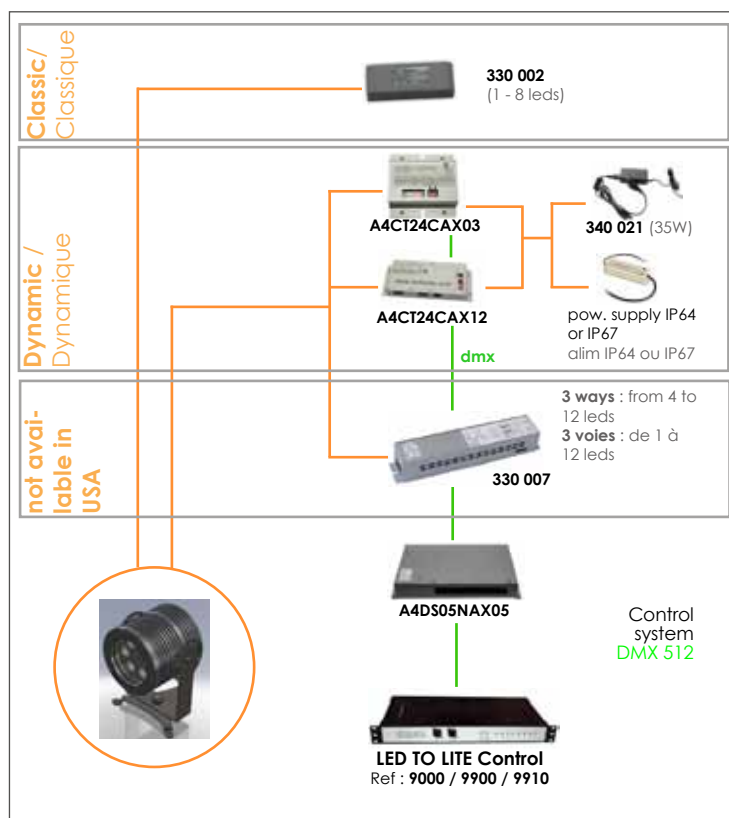 Classic/
Classique
330 002
(1 - 8 leds)
Dynamic /
Dynamique
A4CT24CAX03
340 021 (35W)
A4CT24CAX12
pow. supply IP64
or IP67
alim IP64 ou IP67
dmx
not avai-
lable in
USA
3 ways : from 4 to
12 leds
3 voies : de 1 à
12 leds
330 007
A4DS05NAX05
Control
system
DMX 512
LED TO LITE Control
Ref : 9000 / 9900 / 9910